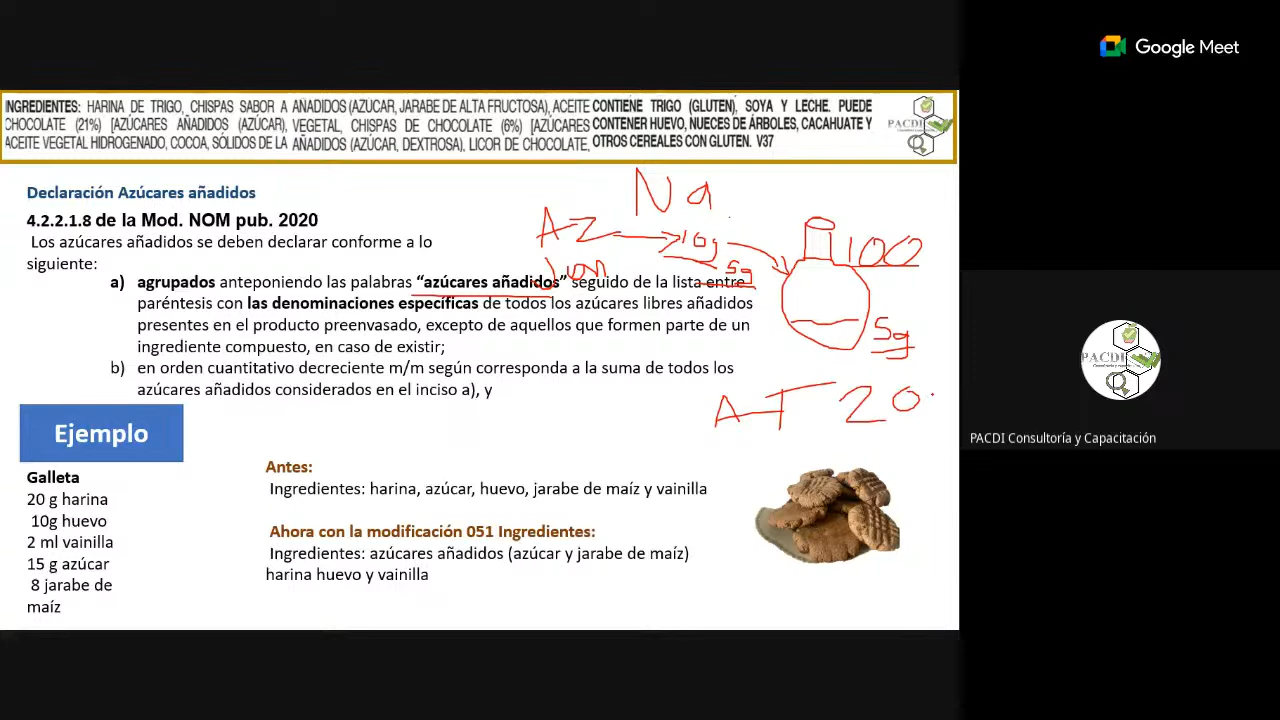 Google Meet
INGREDIENTES: HARINA DE TRIGO, CHISPAS SABOR A
CHOCOLATE (21%) [AZÚCARES AÑADIDOS (AZÚCAR),
ACEITE VEGETAL HIDROGENADO, COCOA, SÓLIDOS DE LA
AÑADIDOS (AZÚCAR, JARABE DE ALTA FRUCTOSA), ACEITE
VEGETAL, CHISPAS DE CHOCOLATE (6%) [AZÚCARES
AÑADIDOS (AZÚCAR, DEXTROSA), LICOR DE CHOCOLATE,
CONTIENE TRIGO (GLUTEN), SOYA Y LECHE. PUEDE
CONTENER HUEVO, NUECES DE ÁRBOLES, CACAHUATE Y
OTROS CEREALES CON GLUTEN. V37
PACDI
Declaración Azúcares añadidos
4.2.2.1.8 de la Mod. NOM pub. 2020
Los azúcares añadidos se deben declarar conforme a lo
siguiente:
a) agrupados anteponiendo las palabras “azúcares añadidos” seguido de la lista entre
paréntesis con las denominaciones específicas de todos los azúcares libres añadidos
presentes en el producto preenvasado, excepto de aquellos que formen parte de un
ingrediente compuesto, en caso de existir;
b) en orden cuantitativo decreciente m/m según corresponda a la suma de todos los
azúcares añadidos considerados en el inciso a), y
Na
AZ
10g
5g
100
5g
AT 20
Ejemplo
Galleta
20 g harina
10g huevo
2 ml vainilla
15 g azúcar
8 jarabe de
maíz
Antes:
Ingredientes: harina, azúcar, huevo, jarabe de maíz y vainilla
Ahora con la modificación 051 Ingredientes:
Ingredientes: azúcares añadidos (azúcar y jarabe de maíz)
harina huevo y vainilla
PACDI
PACDI Consultoría y Capacitación